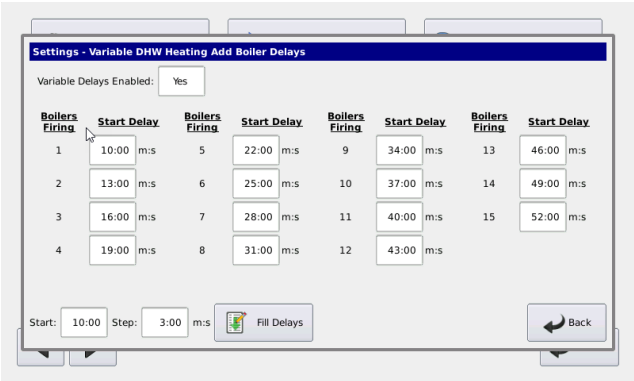 Settings - Variable DHW Heating Add Boiler Delays
Variable Delays Enabled: Yes
Boilers Firing Start Delay Boilers Firing Start Delay Boilers Firing Start Delay Boilers Firing Start Delay
1 10:00 m:s 5 22:00 m:s 9 34:00 m:s 13 46:00 m:s
2 13:00 m:s 6 25:00 m:s 10 37:00 m:s 14 49:00 m:s
3 16:00 m:s 7 28:00 m:s 11 40:00 m:s 15 52:00 m:s
4 19:00 m:s 8 31:00 m:s 12 43:00 m:s
Start: 10:00 Step: 3:00 m:s Fill Delays Back